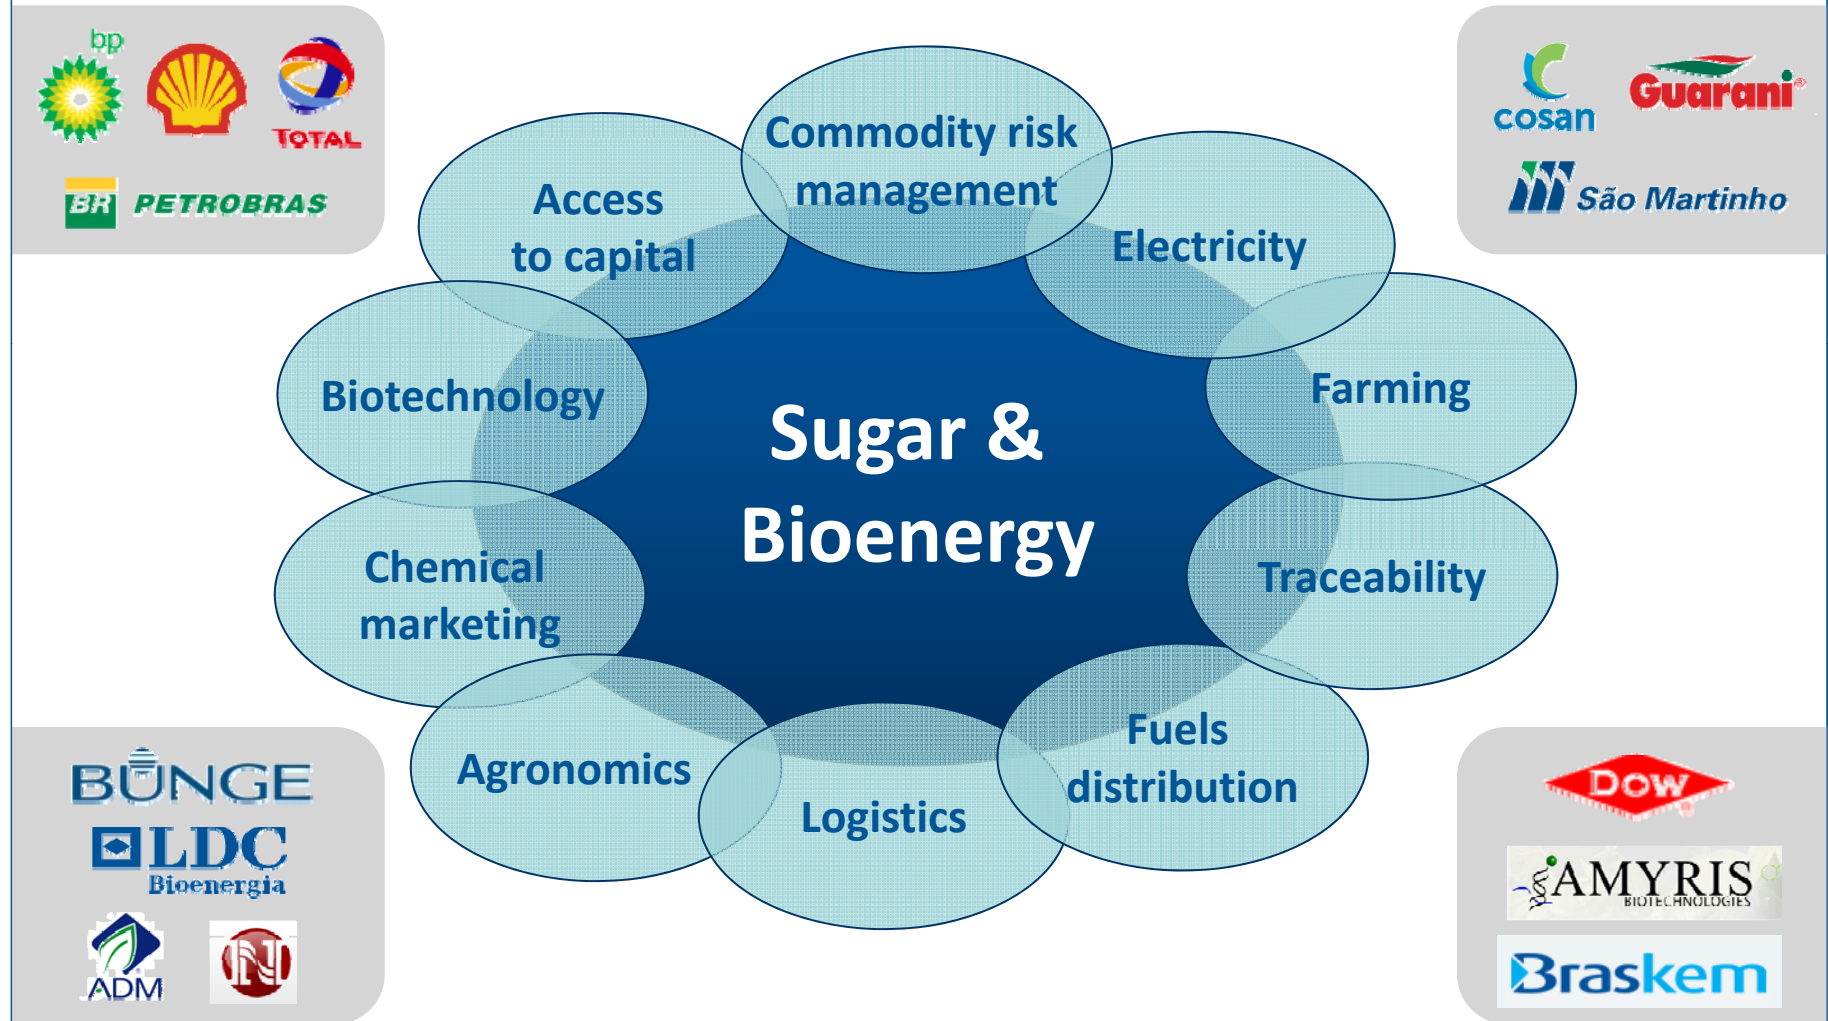 bp
TOTAL
BR PETROBRAS
cosan
Guarani®
São Martinho
Commodity risk
management
Access
to capital
Electricity
Biotechnology
Farming
Sugar &
Bioenergy
Chemical
marketing
Traceability
Agronomics
Logistics
Fuels
distribution
BUNGE
LDC
Bioenergia
ADM
N
DOW®
AMYRIS
BIOTECHNOLOGIES
Braskem